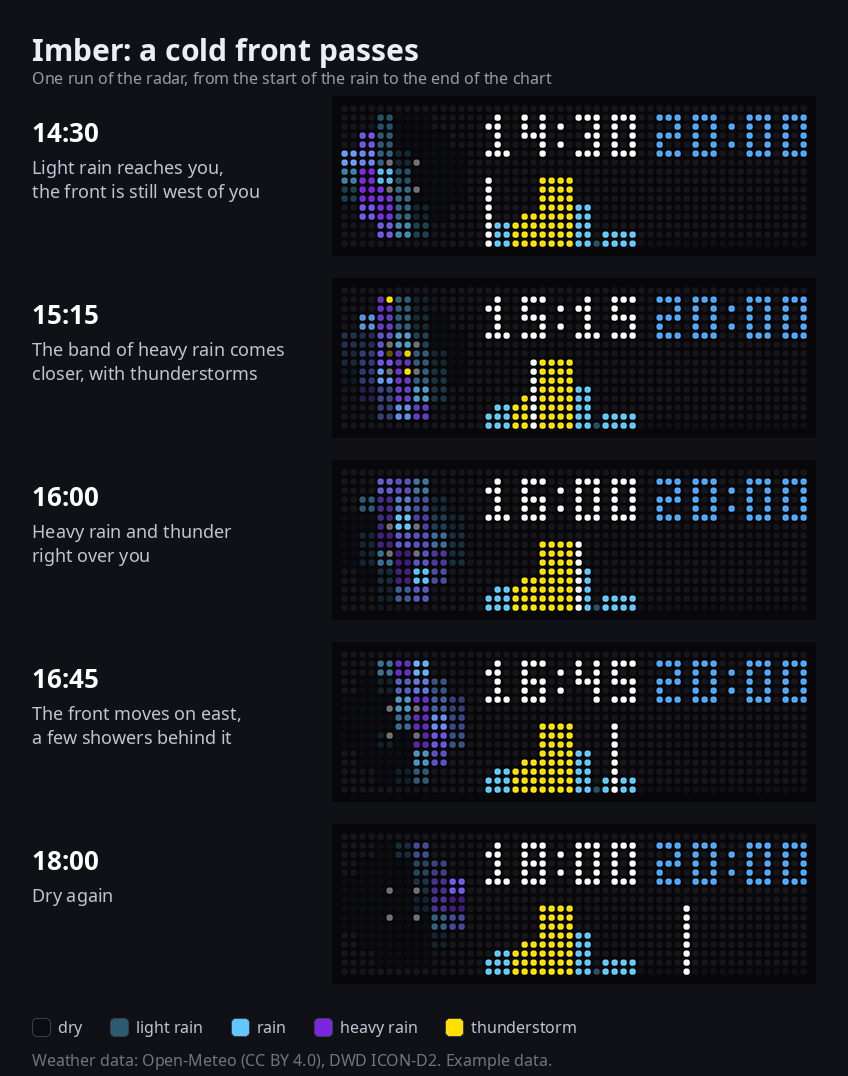 Imber: a cold front passes
One run of the radar, from the start of the rain to the end of the chart
14:30
Light rain reaches you,
the front is still west of you
14:30 20:00
15:15
The band of heavy rain comes
closer, with thunderstorms
15:15 20:00
16:00
Heavy rain and thunder
right over you
16:00 20:00
16:45
The front moves on east,
a few showers behind it
16:45 20:00
18:00
Dry again
18:00 20:00
dry light rain rain heavy rain thunderstorm
Weather data: Open-Meteo (CC BY 4.0), DWD ICON-D2. Example data.